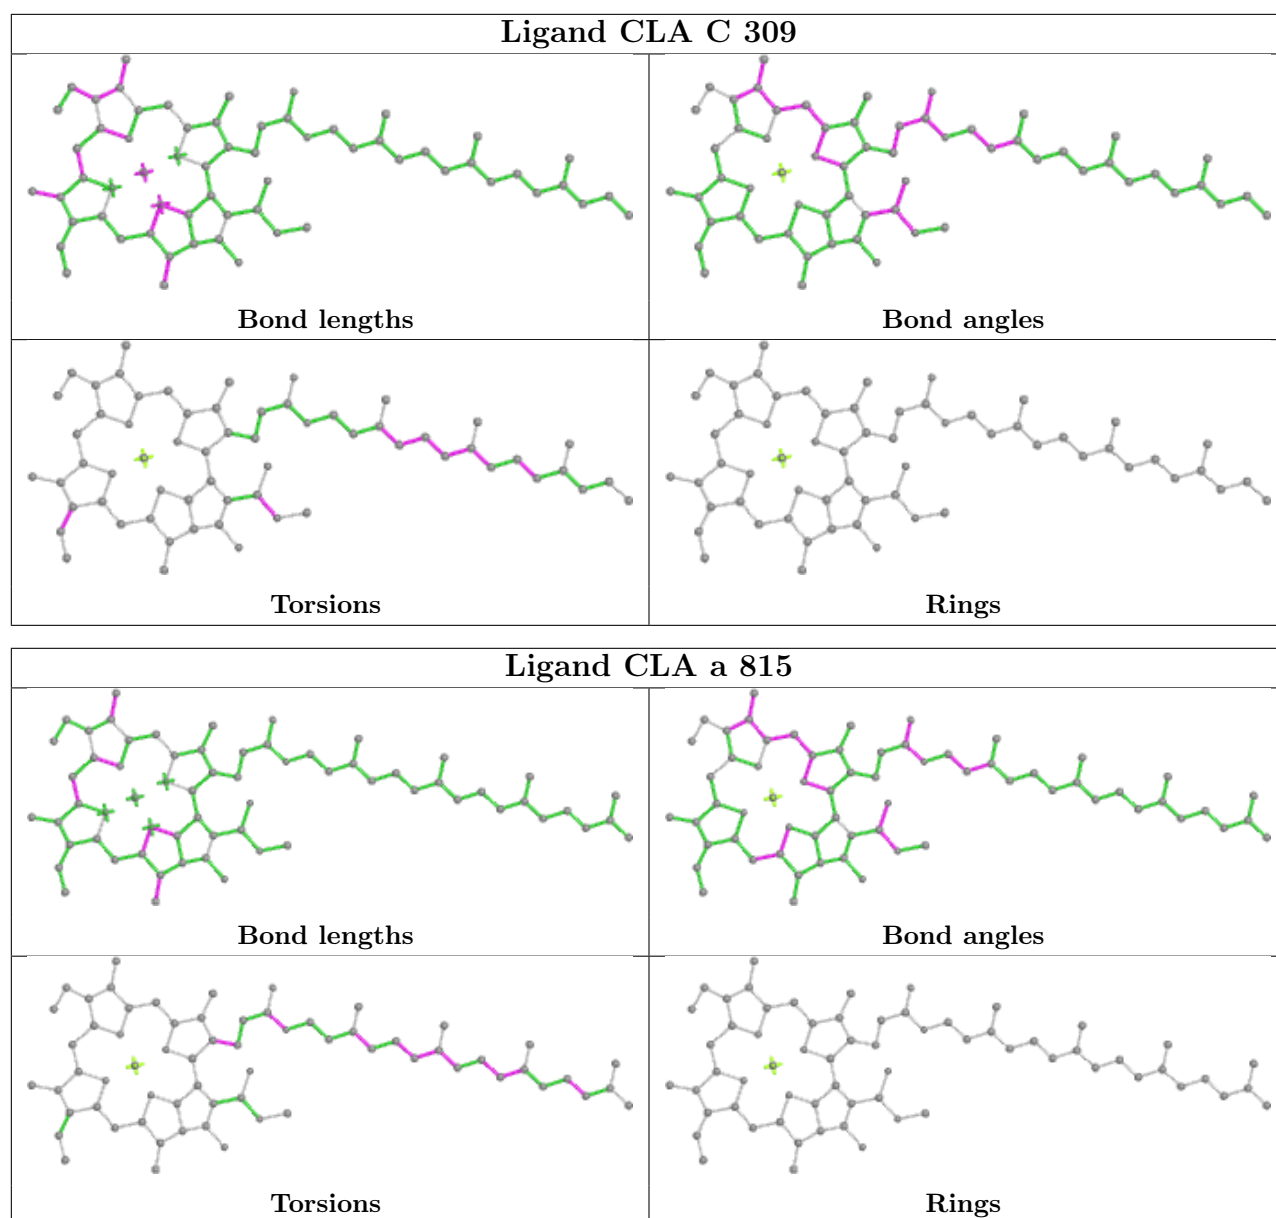 Ligand CLA C 309
Bond lengths
Bond angles
Torsions
Rings
Ligand CLA a 815
Bond lengths
Bond angles
Torsions
Rings